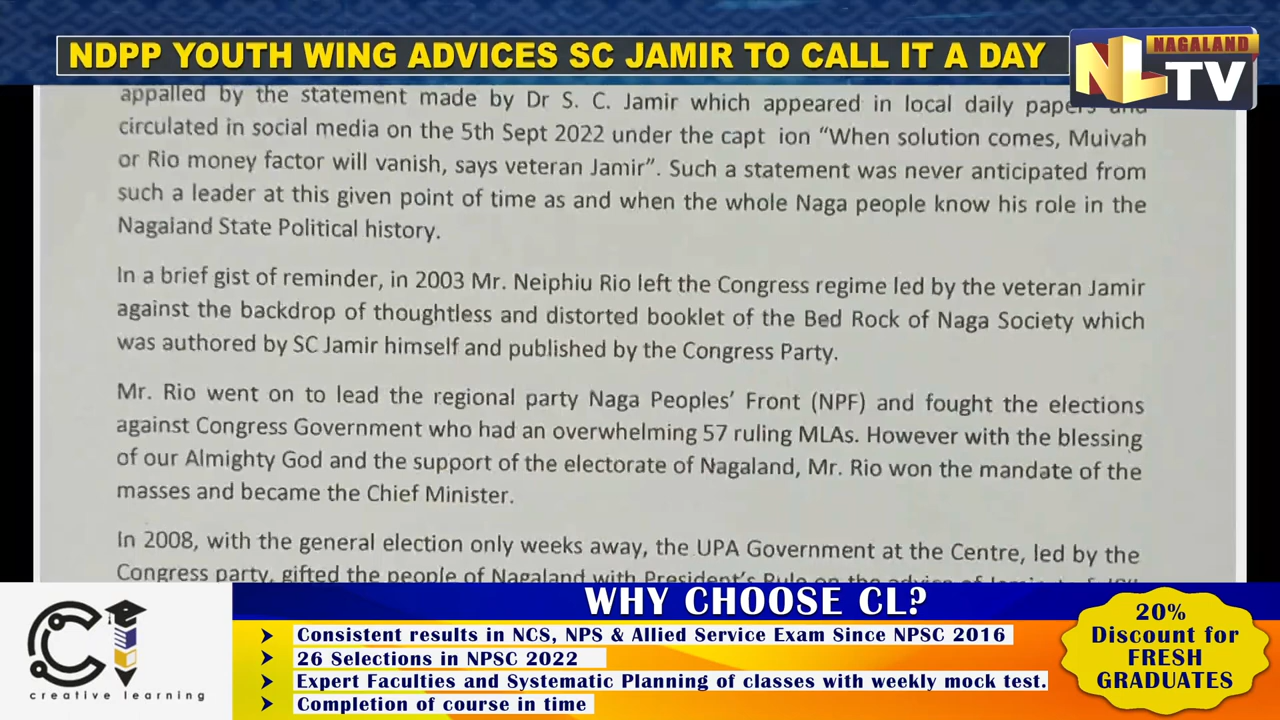 NDPP YOUTH WING ADVICES SC JAMIR TO CALL IT A DAY
NAGALAND
NL TV
appalled by the statement made by Dr S. C. Jamir which appeared in local daily papers and
circulated in social media on the 5th Sept 2022 under the capt ion “When solution comes, Muivah
or Rio money factor will vanish, says veteran Jamir”. Such a statement was never anticipated from
such a leader at this given point of time as and when the whole Naga people know his role in the
Nagaland State Political history.
In a brief gist of reminder, in 2003 Mr. Neiphiu Rio left the Congress regime led by the veteran Jamir
against the backdrop of thoughtless and distorted booklet of the Bed Rock of Naga Society which
was authored by SC Jamir himself and published by the Congress Party.
Mr. Rio went on to lead the regional party Naga Peoples’ Front (NPF) and fought the elections
against Congress Government who had an overwhelming 57 ruling MLAs. However with the blessing
of our Almighty God and the support of the electorate of Nagaland, Mr. Rio won the mandate of the
masses and became the Chief Minister.
In 2008, with the general election only weeks away, the UPA Government at the Centre, led by the
Congress party, gifted the people of Nagaland with President’s Rule on the advice of Jamir
creative learning
WHY CHOOSE CL?
Consistent results in NCS, NPS & Allied Service Exam Since NPSC 2016
26 Selections in NPSC 2022
Expert Faculties and Systematic Planning of classes with weekly mock test.
Completion of course in time
20%
Discount for
FRESH
GRADUATES